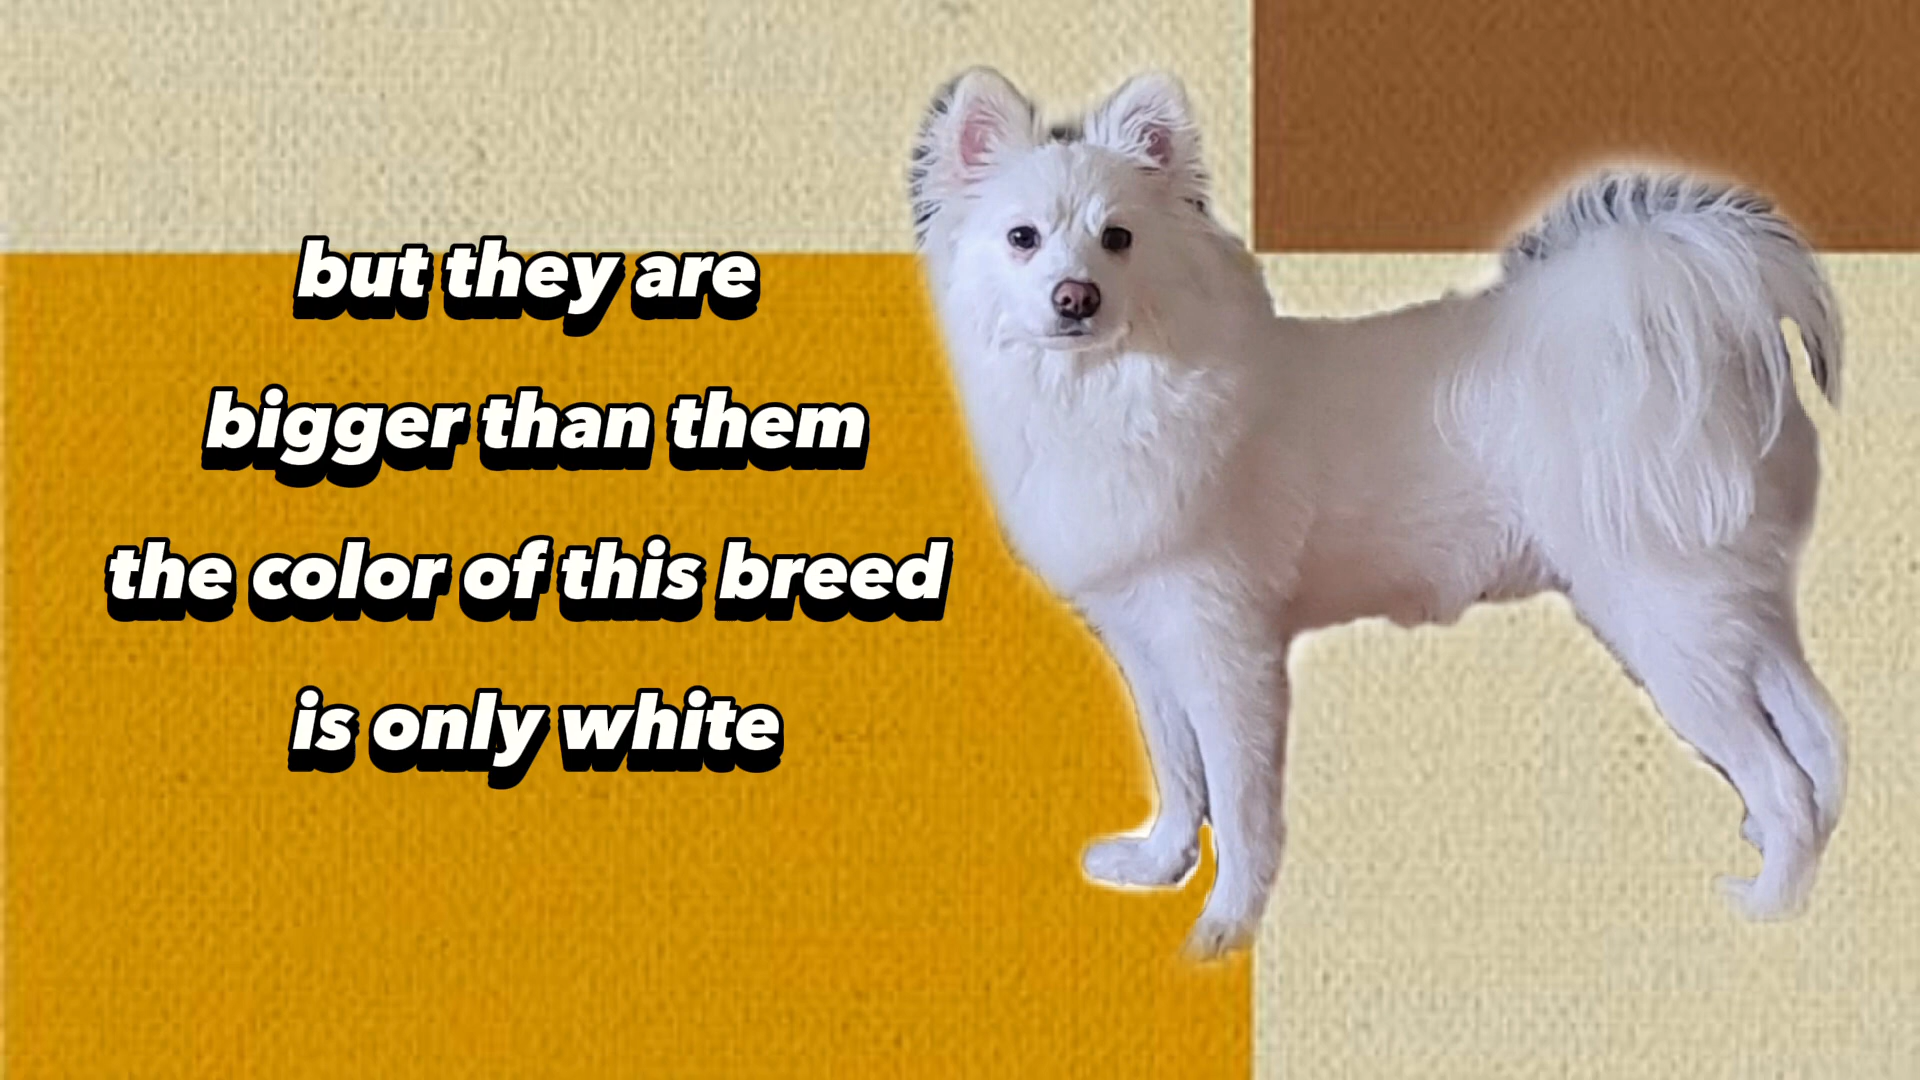 but they are
bigger than them
the color of this breed
is only white